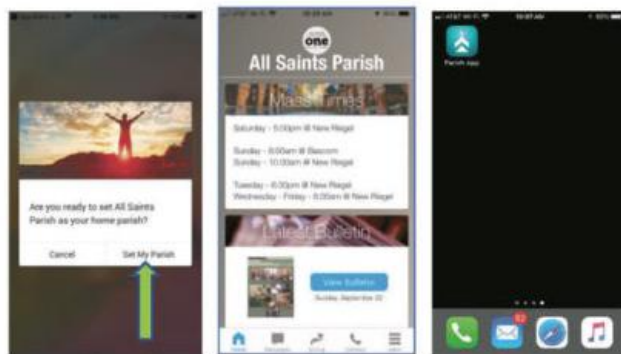 Are you ready to set All Saints
Parish as your home parish?
Cancel
Set My Parish
one
All Saints Parish
Mass Times
Saturday - 5:00pm @ New Riegel
Sunday - 8:00am @ Bascom
Sunday - 10:00am @ New Riegel
Tuesday - 6:30pm @ New Riegel
Wednesday - Friday - 8:00am @ New Riegel
Latest Bulletin
View Bulletin
Sunday, September 22
Home
Parish App